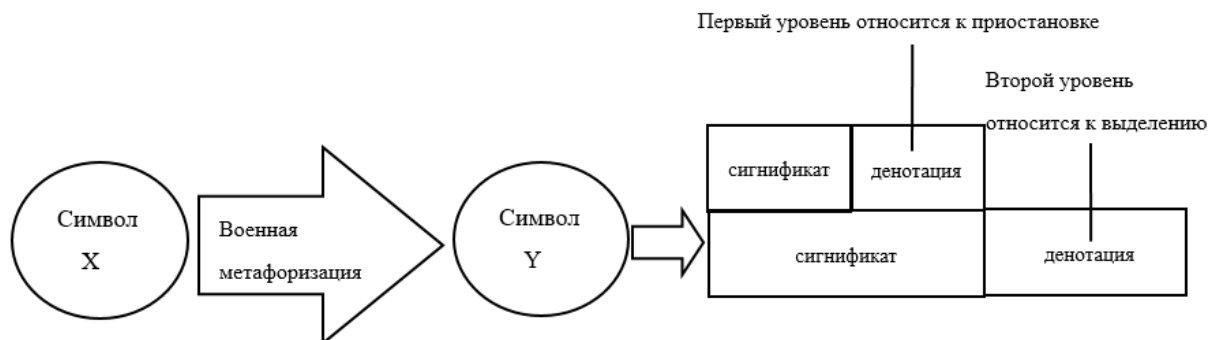 Первый уровень относится к приостановке
Второй уровень
относится к выделению
Символ
X
Военная
метафоризация
Символ
Y
сигнификат
денотация
сигнификат
денотация